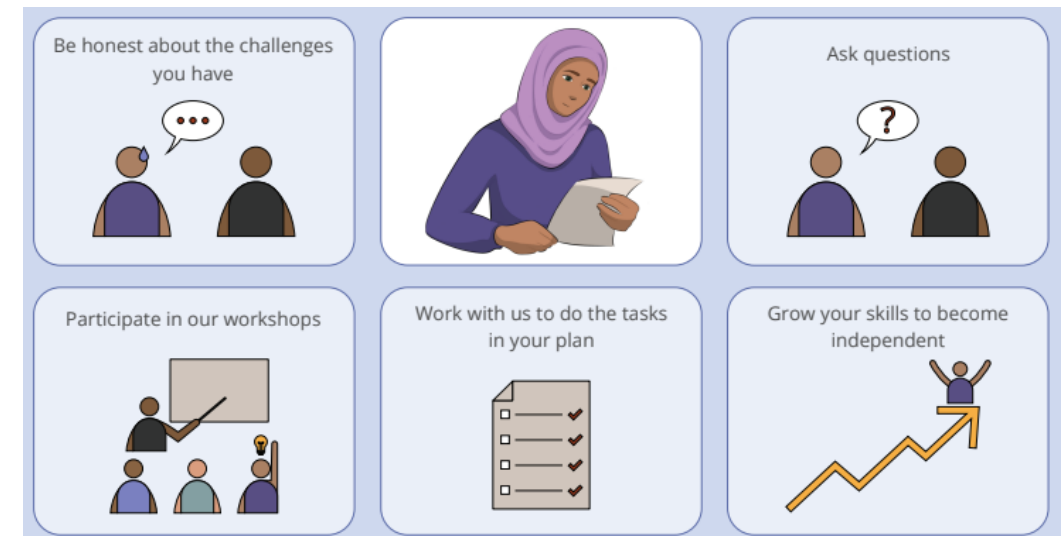 Be honest about the challenges
you have
Ask questions
?
Participate in our workshops
Work with us to do the tasks
in your plan
Grow your skills to become
independent